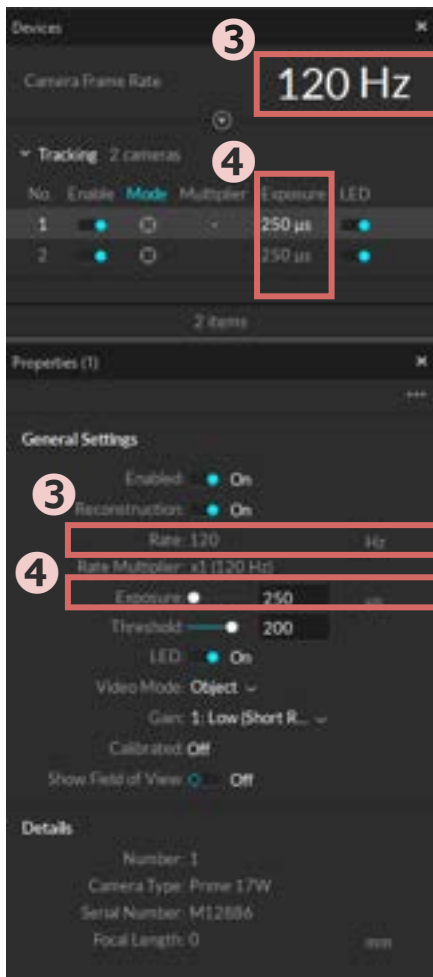 Devices ×
3
Camera Frame Rate 120 Hz
Tracking 2 cameras
4
No. Enable Mode Multiplier Exposure LED
1 - 250 µs
2 250 µs
2 items
Properties (1) ×
...
General Settings
Enabled: On
3
Reconstruction: On
Rate: 120 Hz
4
Rate Multiplier: x1 (120 Hz)
Exposure: 250 us
Threshold: 200
LED: On
Video Mode: Object
Gain: 1: Low (Short R...
Calibrated: Off
Show Field of View: Off
Details
Number: 1
Camera Type: Prime 17W
Serial Number: M12886
Focal Length: 0 mm